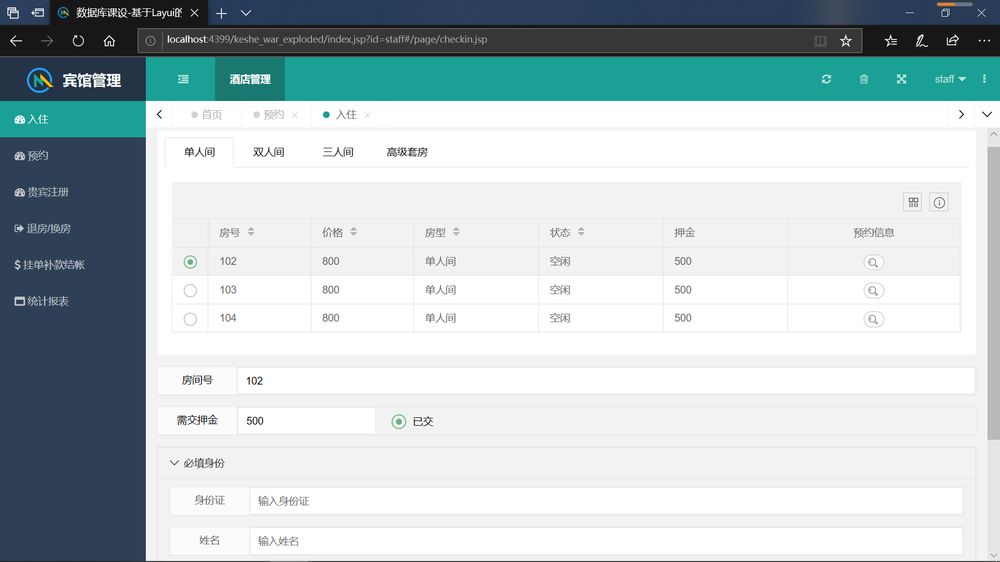 数据库课设-基于Layui的
localhost:4399/keshe_war_exploded/index.jsp?id=staff#/page/checkin.jsp
宾馆管理
酒店管理
staff
入住
预约
贵宾注册
退房/换房
$ 挂单补款结帐
统计报表
首页 预约 入住
单人间 双人间 三人间 高级套房
房号 价格 房型 状态 押金 预约信息
102 800 单人间 空闲 500
103 800 单人间 空闲 500
104 800 单人间 空闲 500
房间号 102
需交押金 500 已交
必填身份
身份证 输入身份证
姓名 输入姓名